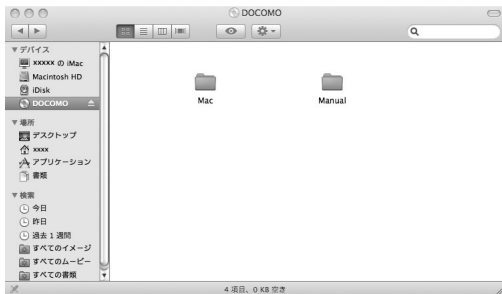 DOCOMO
デバイス
xxxxx の iMac
Macintosh HD
iDisk
DOCOMO
場所
デスクトップ
xxxx
アプリケーション
書類
検索
今日
昨日
過去 1 週間
すべてのイメージ
すべてのムービー
すべての書類
Mac
Manual
4 項目、0 KB 空き